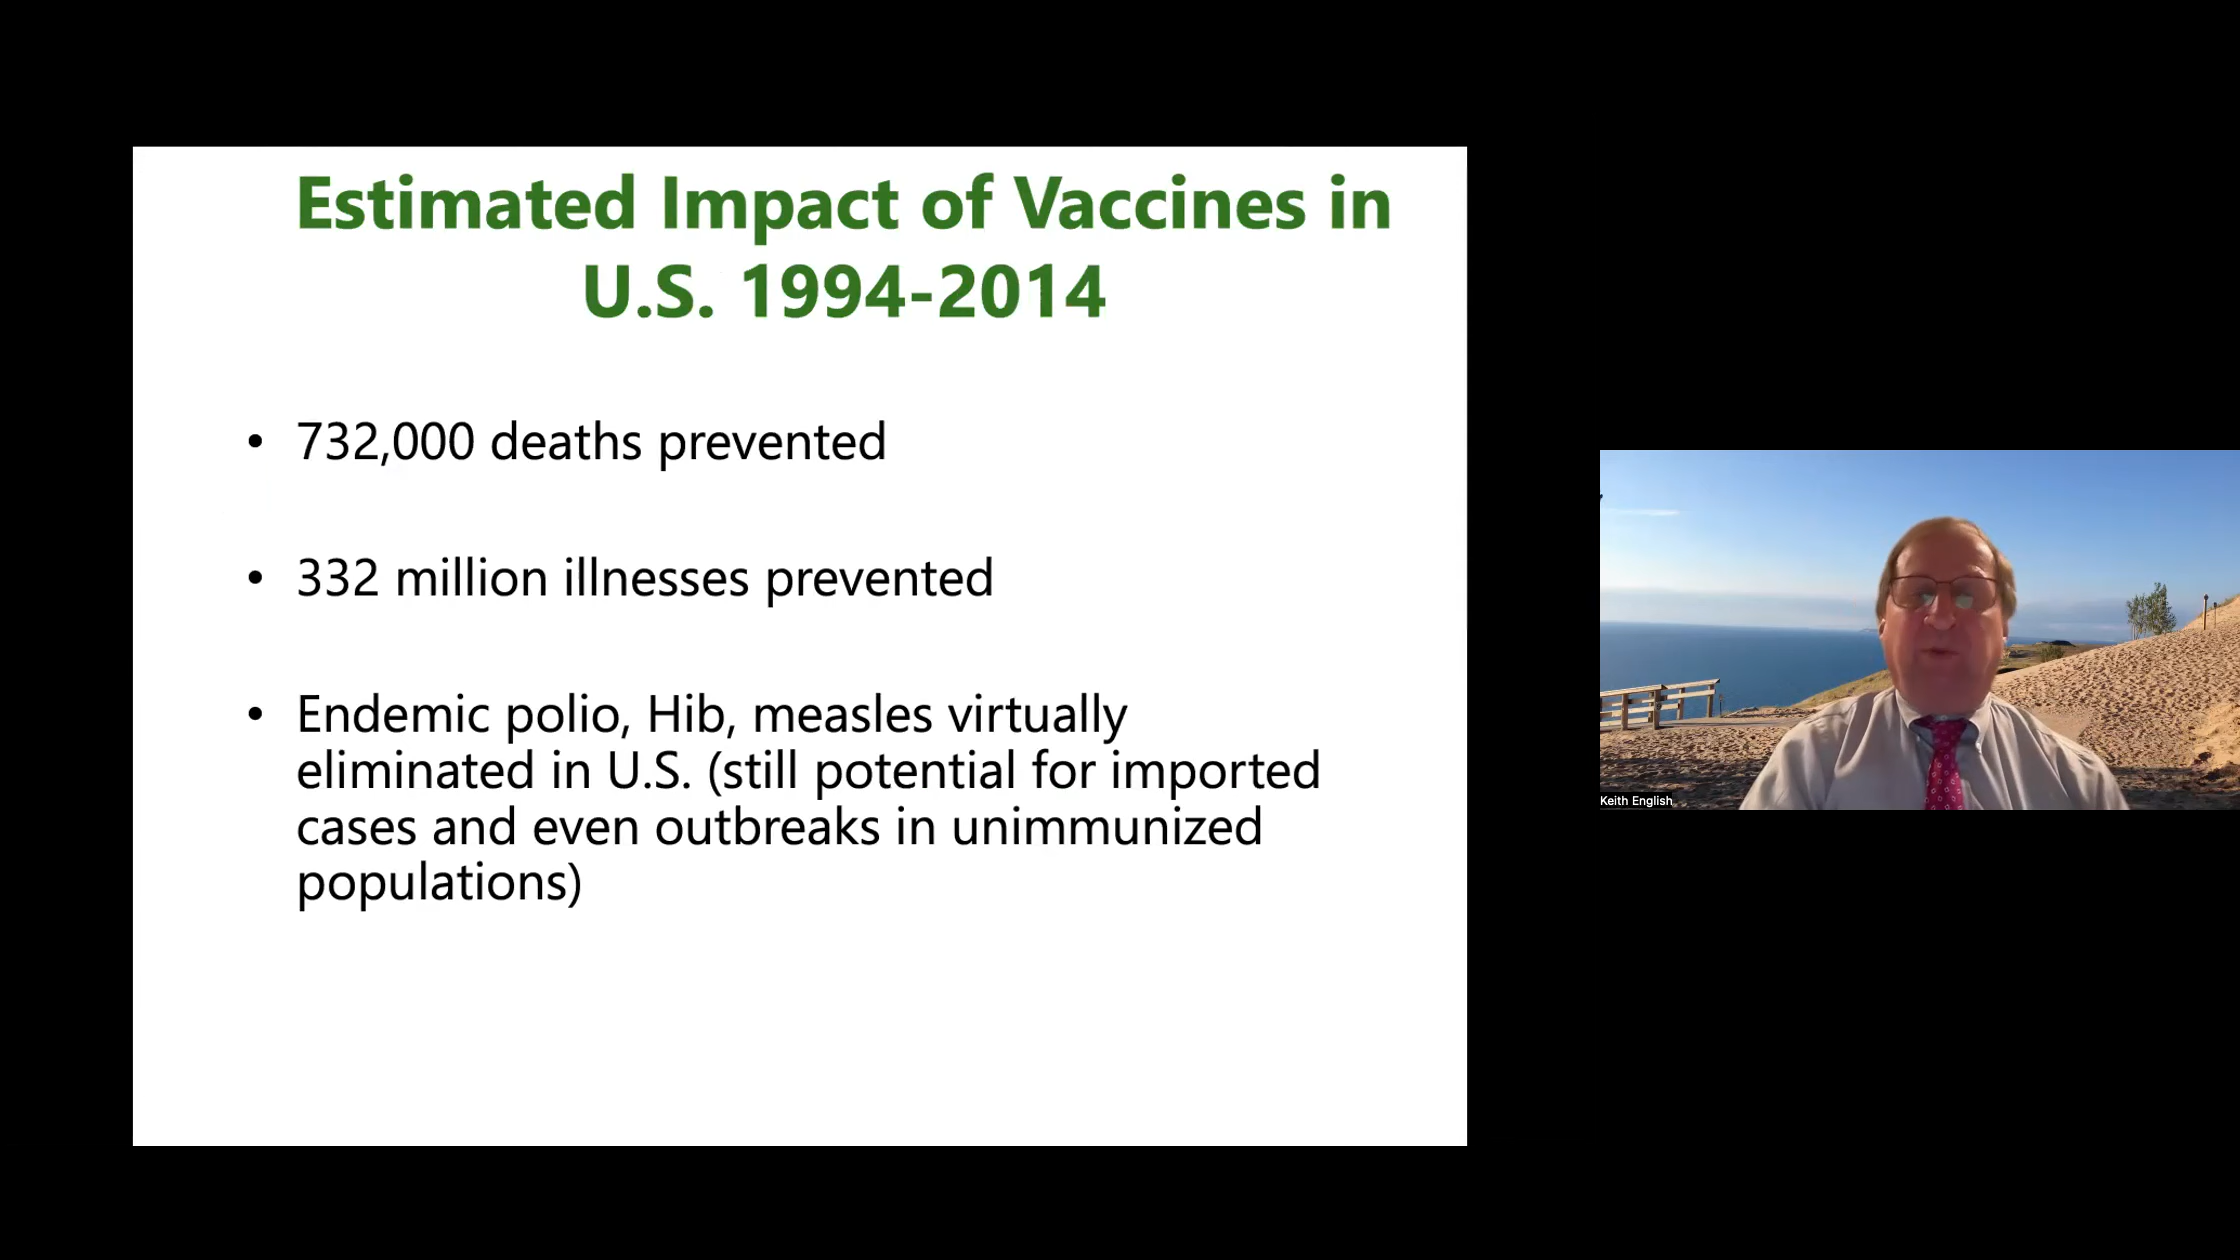 Estimated Impact of Vaccines in
U.S. 1994-2014
• 732,000 deaths prevented
• 332 million illnesses prevented
• Endemic polio, Hib, measles virtually
eliminated in U.S. (still potential for imported
cases and even outbreaks in unimmunized
populations)
Keith English